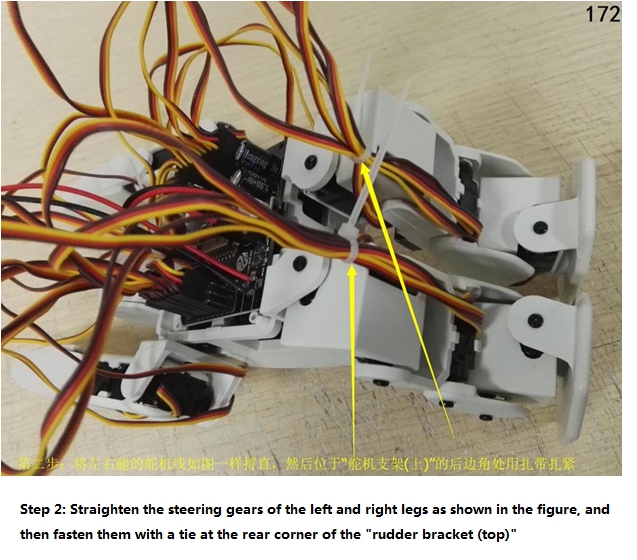 172
第二步：将左右腿的舵机线如图一样捋直，然后位于“舵机支架(上)”的后边角处用扎带扎紧
Step 2: Straighten the steering gears of the left and right legs as shown in the figure, and
then fasten them with a tie at the rear corner of the "rudder bracket (top)"